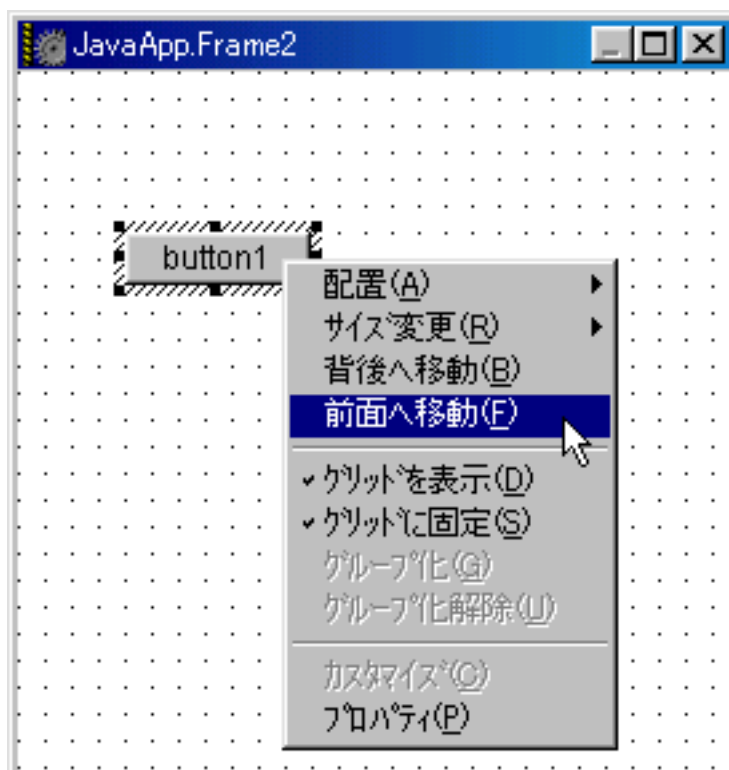 JavaApp.Frame2
button1
配置(A)
ｻｲｽﾞ変更(R)
背後へ移動(B)
前面へ移動(F)
ｸﾞﾘｯﾄﾞを表示(D)
ｸﾞﾘｯﾄﾞに固定(S)
ｸﾞﾙｰﾌﾟ化(G)
ｸﾞﾙｰﾌﾟ化解除(U)
ｶｽﾀﾏｲｽﾞ(C)
ﾌﾟﾛﾊﾟﾃｨ(P)